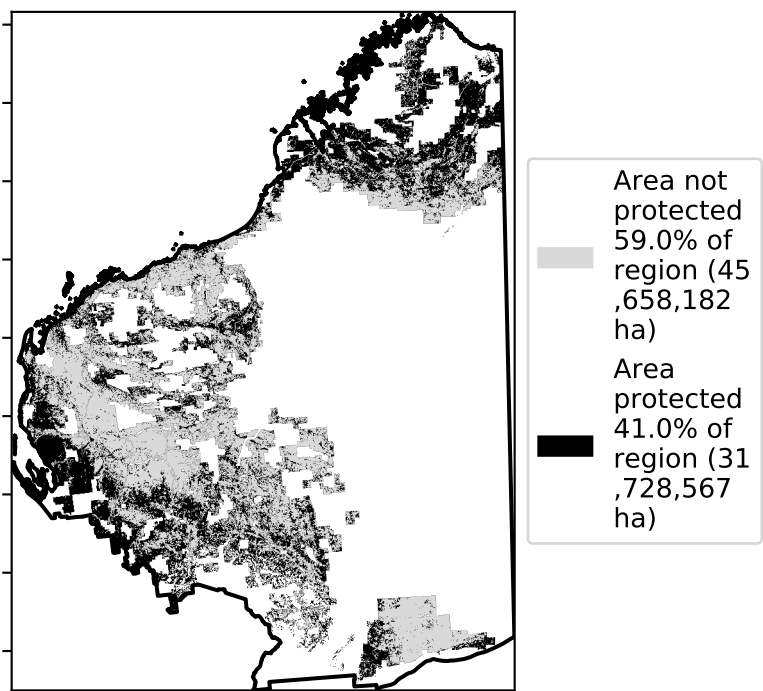 Area not
protected
59.0% of
region (45
,658,182
ha)
Area
protected
41.0% of
region (31
,728,567
ha)